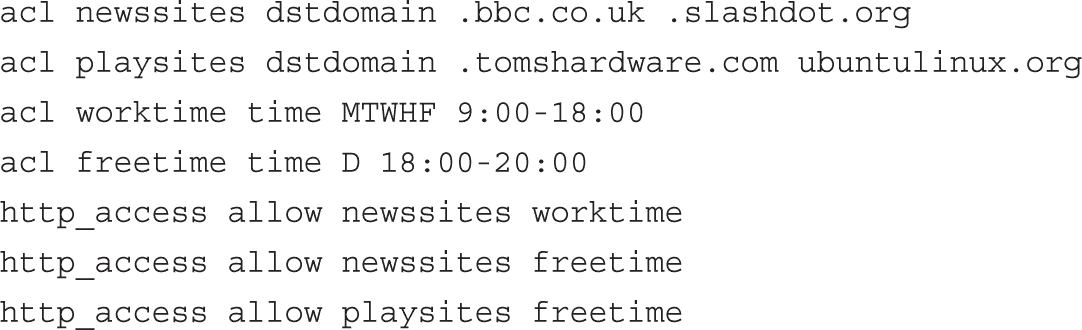 acl newssites dstdomain .bbc.co.uk .slashdot.org
acl playsites dstdomain .tomshardware.com ubuntulinux.org
acl worktime time MTWHF 9:00-18:00
acl freetime time D 18:00-20:00
http_access allow newssites worktime
http_access allow newssites freetime
http_access allow playsites freetime